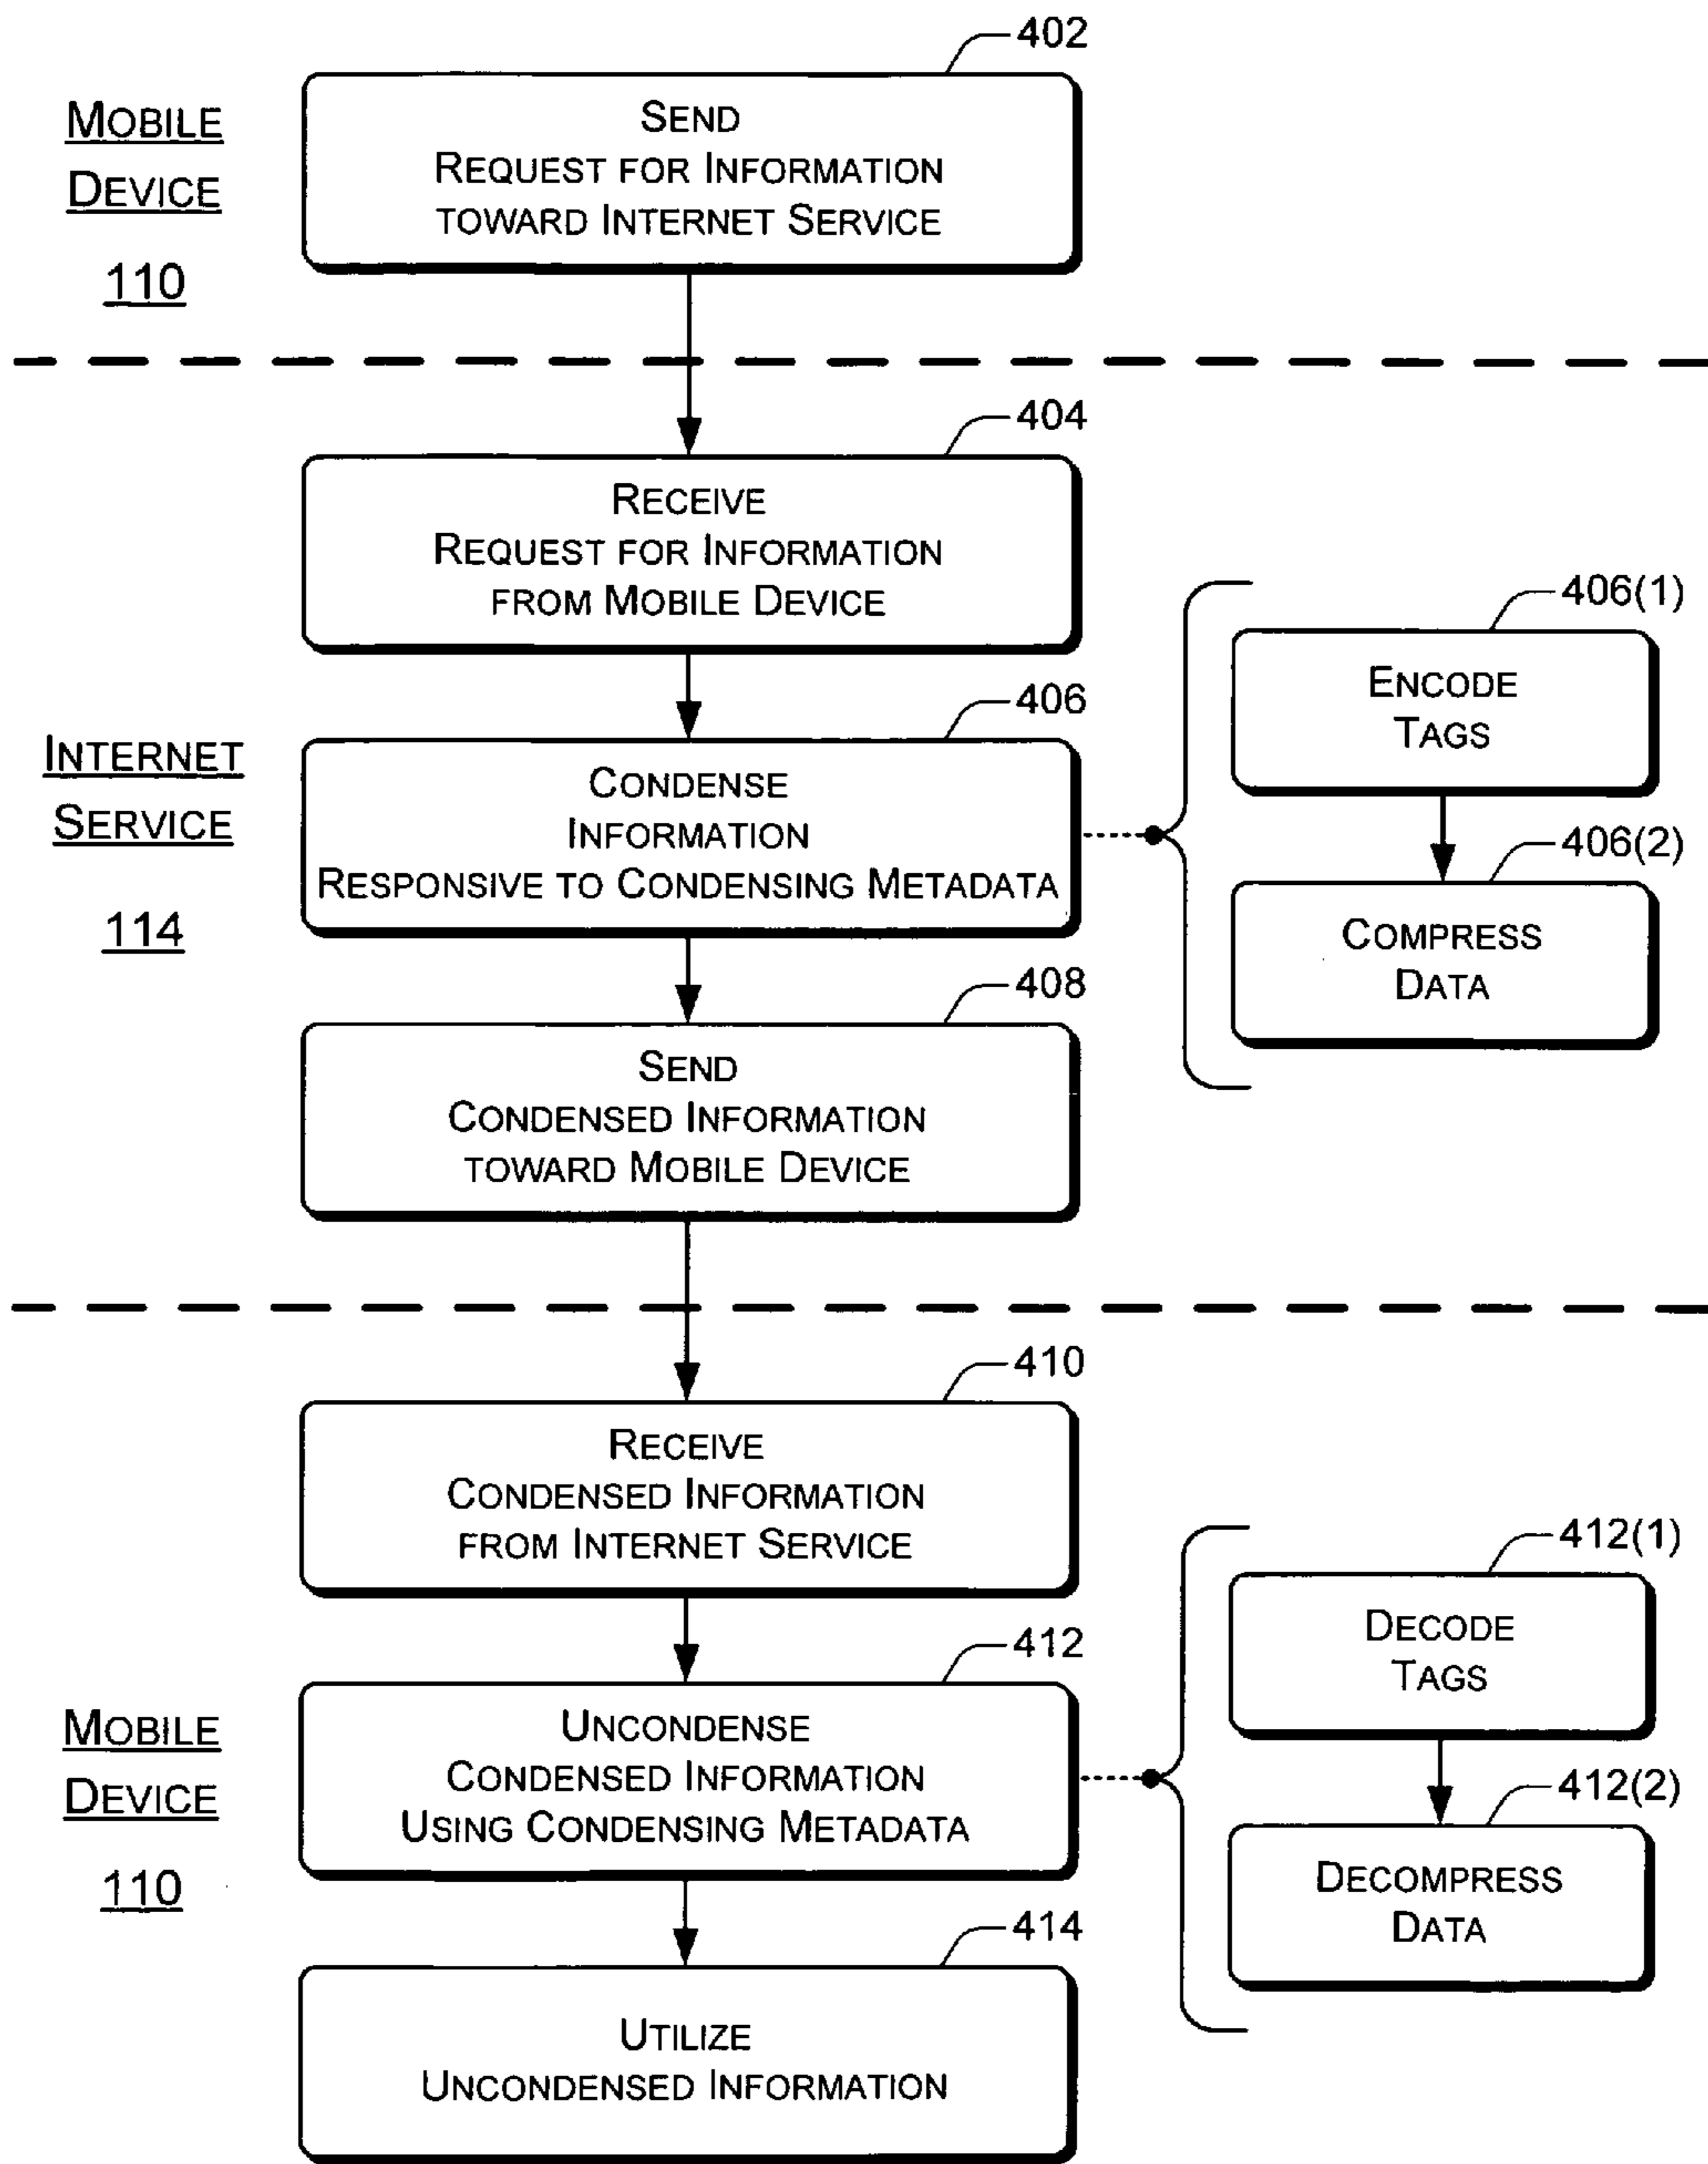 402
MOBILE
DEVICE
110
SEND
REQUEST FOR INFORMATION
TOWARD INTERNET SERVICE
404
RECEIVE
REQUEST FOR INFORMATION
FROM MOBILE DEVICE
INTERNET
SERVICE
114
406
CONDENSE
INFORMATION
RESPONSIVE TO CONDENSING METADATA
406(1)
ENCODE
TAGS
406(2)
COMPRESS
DATA
408
SEND
CONDENSED INFORMATION
TOWARD MOBILE DEVICE
410
RECEIVE
CONDENSED INFORMATION
FROM INTERNET SERVICE
MOBILE
DEVICE
110
412
UNCONDENSE
CONDENSED INFORMATION
USING CONDENSING METADATA
412(1)
DECODE
TAGS
412(2)
DECOMPRESS
DATA
414
UTILIZE
UNCONDENSED INFORMATION